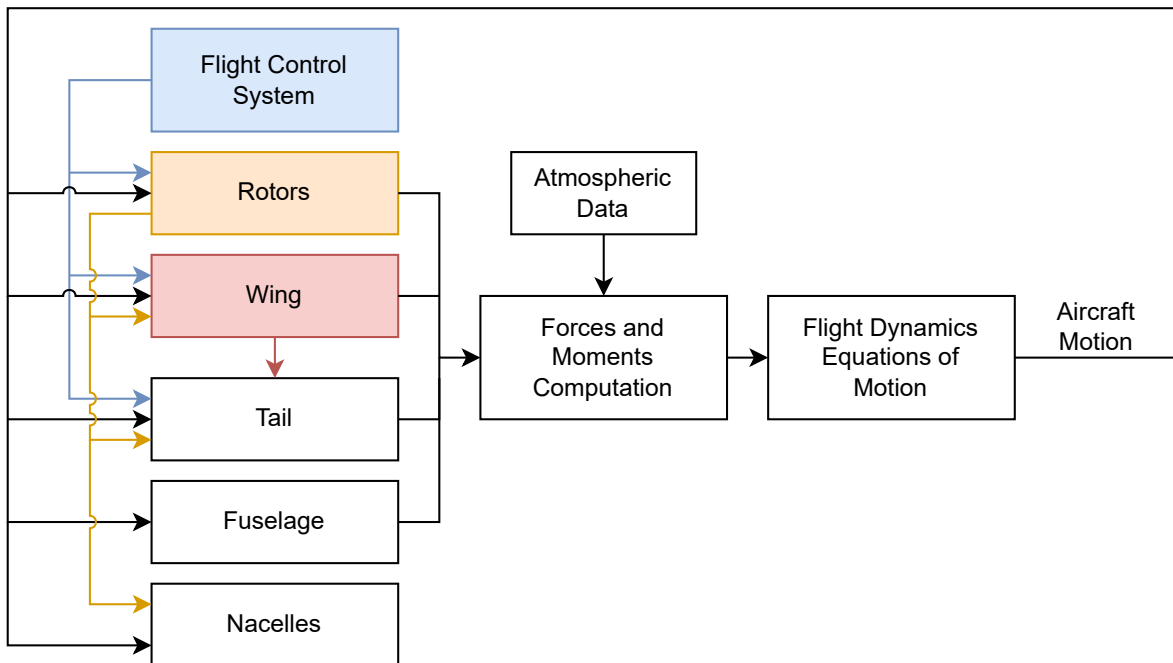 Flight Control
System
Rotors
Atmospheric
Data
Wing
Forces and
Moments
Computation
Flight Dynamics
Equations of
Motion
Aircraft
Motion
Tail
Fuselage
Nacelles